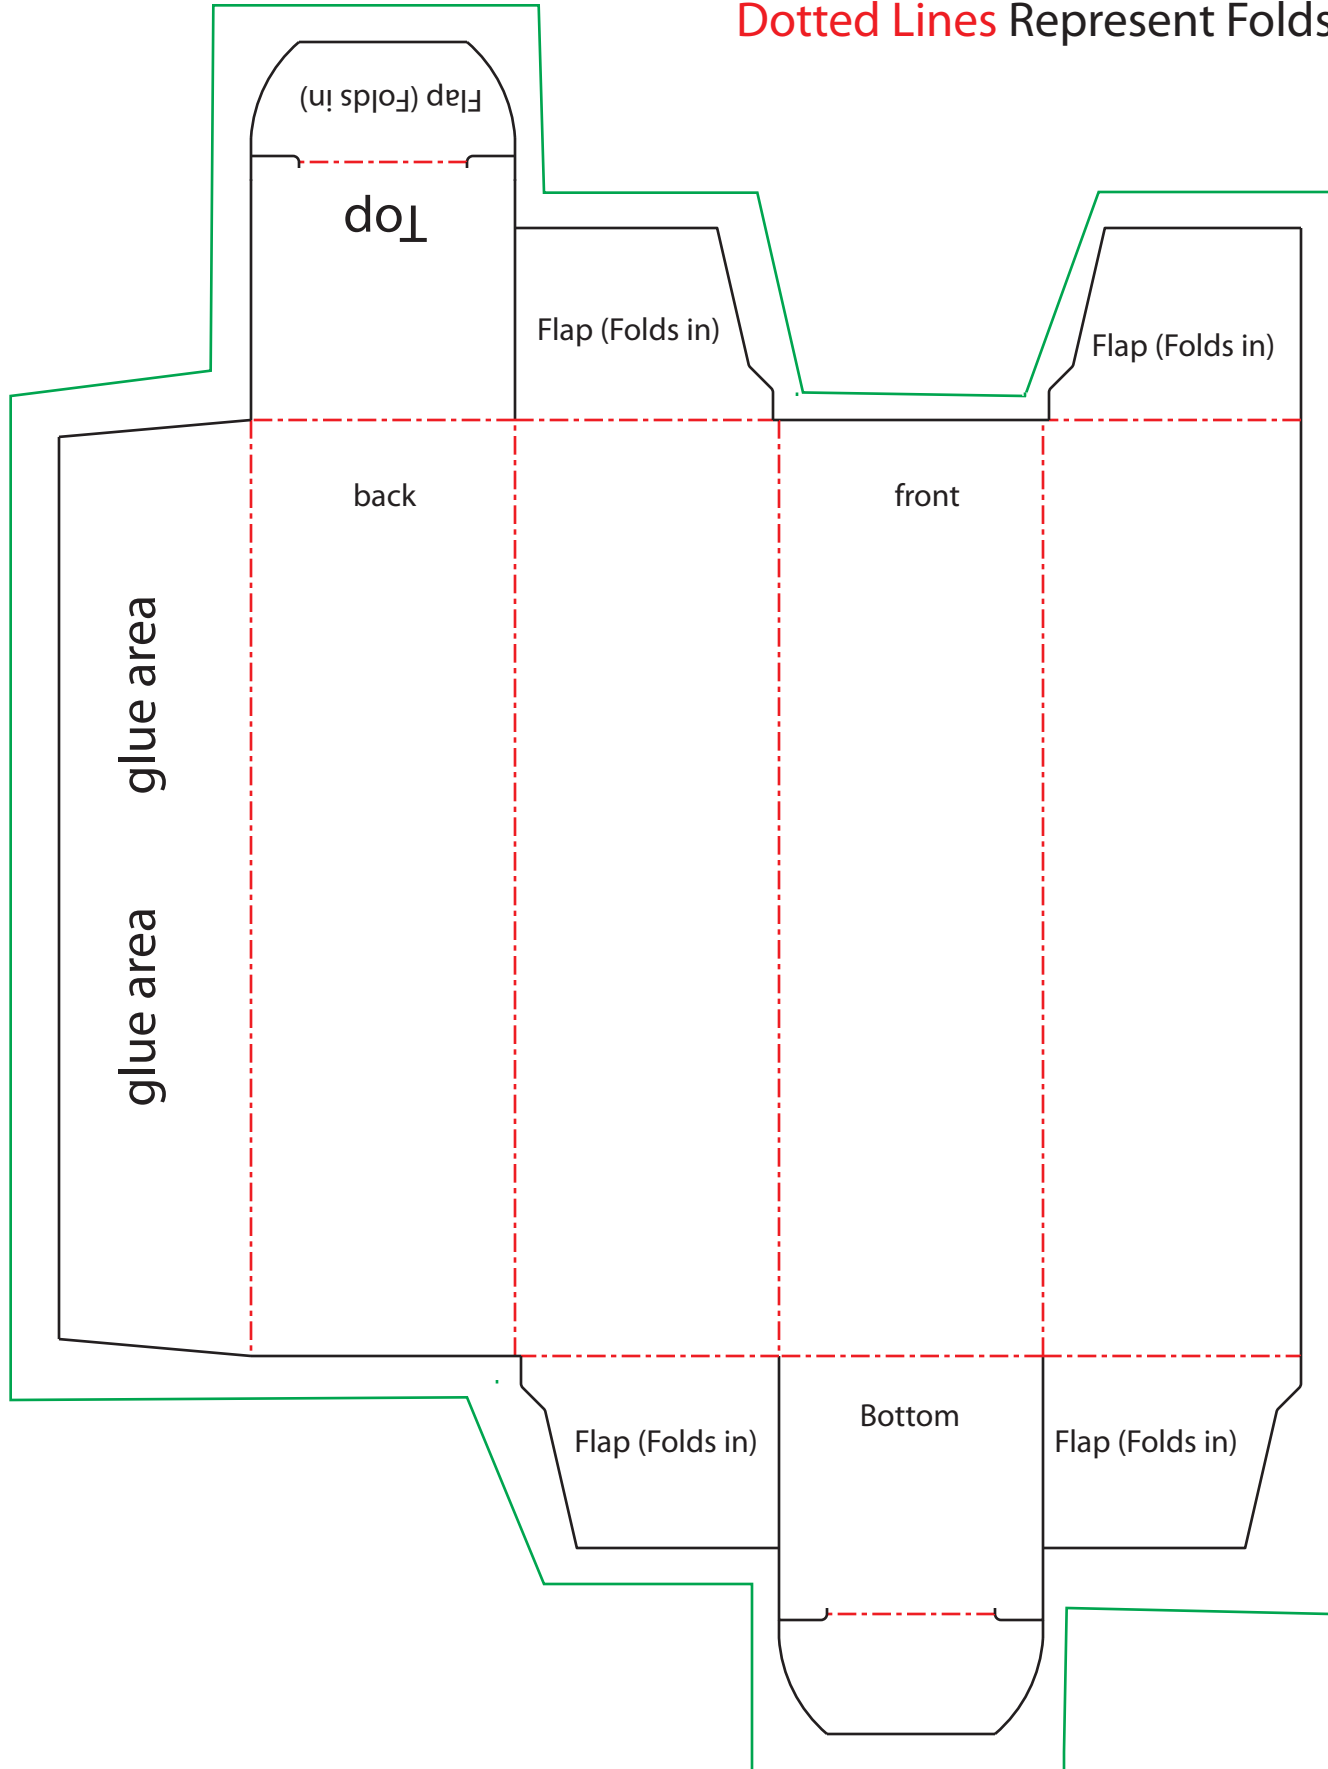 Dotted Lines Represent Folds
Flap (Folds in)
Top
Flap (Folds in)
Flap (Folds in)
back
front
glue area
glue area
Bottom
Flap (Folds in)
Flap (Folds in)